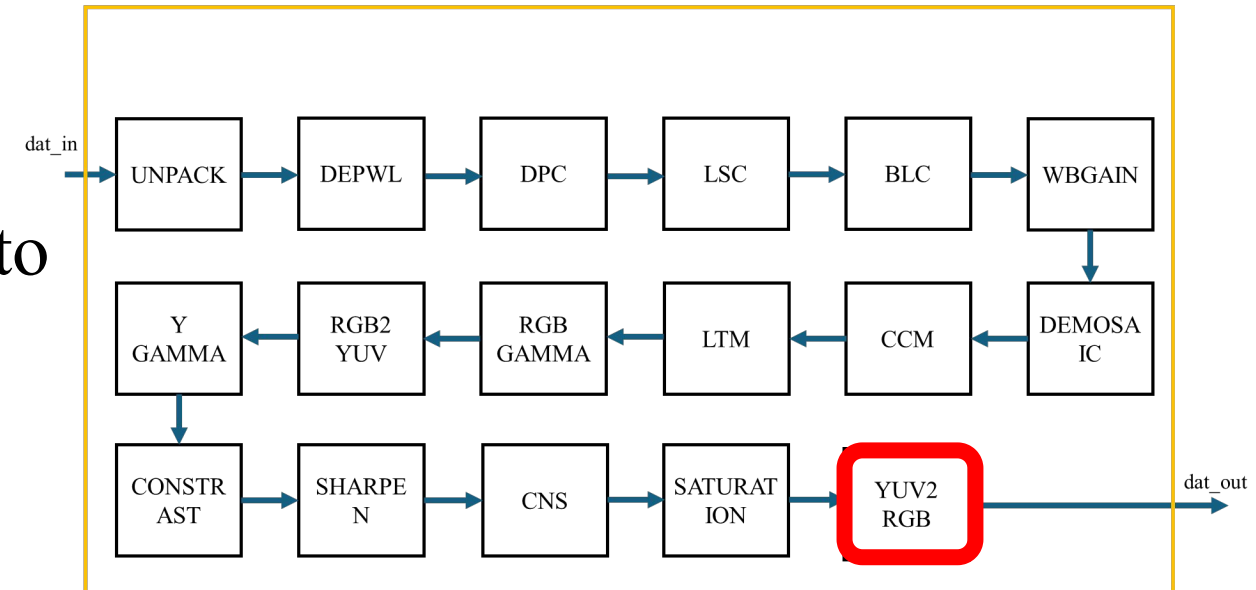 dat_in
UNPACK
DEPWL
DPC
LSC
BLC
WBGAIN
to
Y
GAMMA
RGB2
YUV
RGB
GAMMA
LTM
CCM
DEMOSA
IC
CONSTR
AST
SHARPE
N
CNS
SATURAT
ION
YUV2
RGB
dat_out